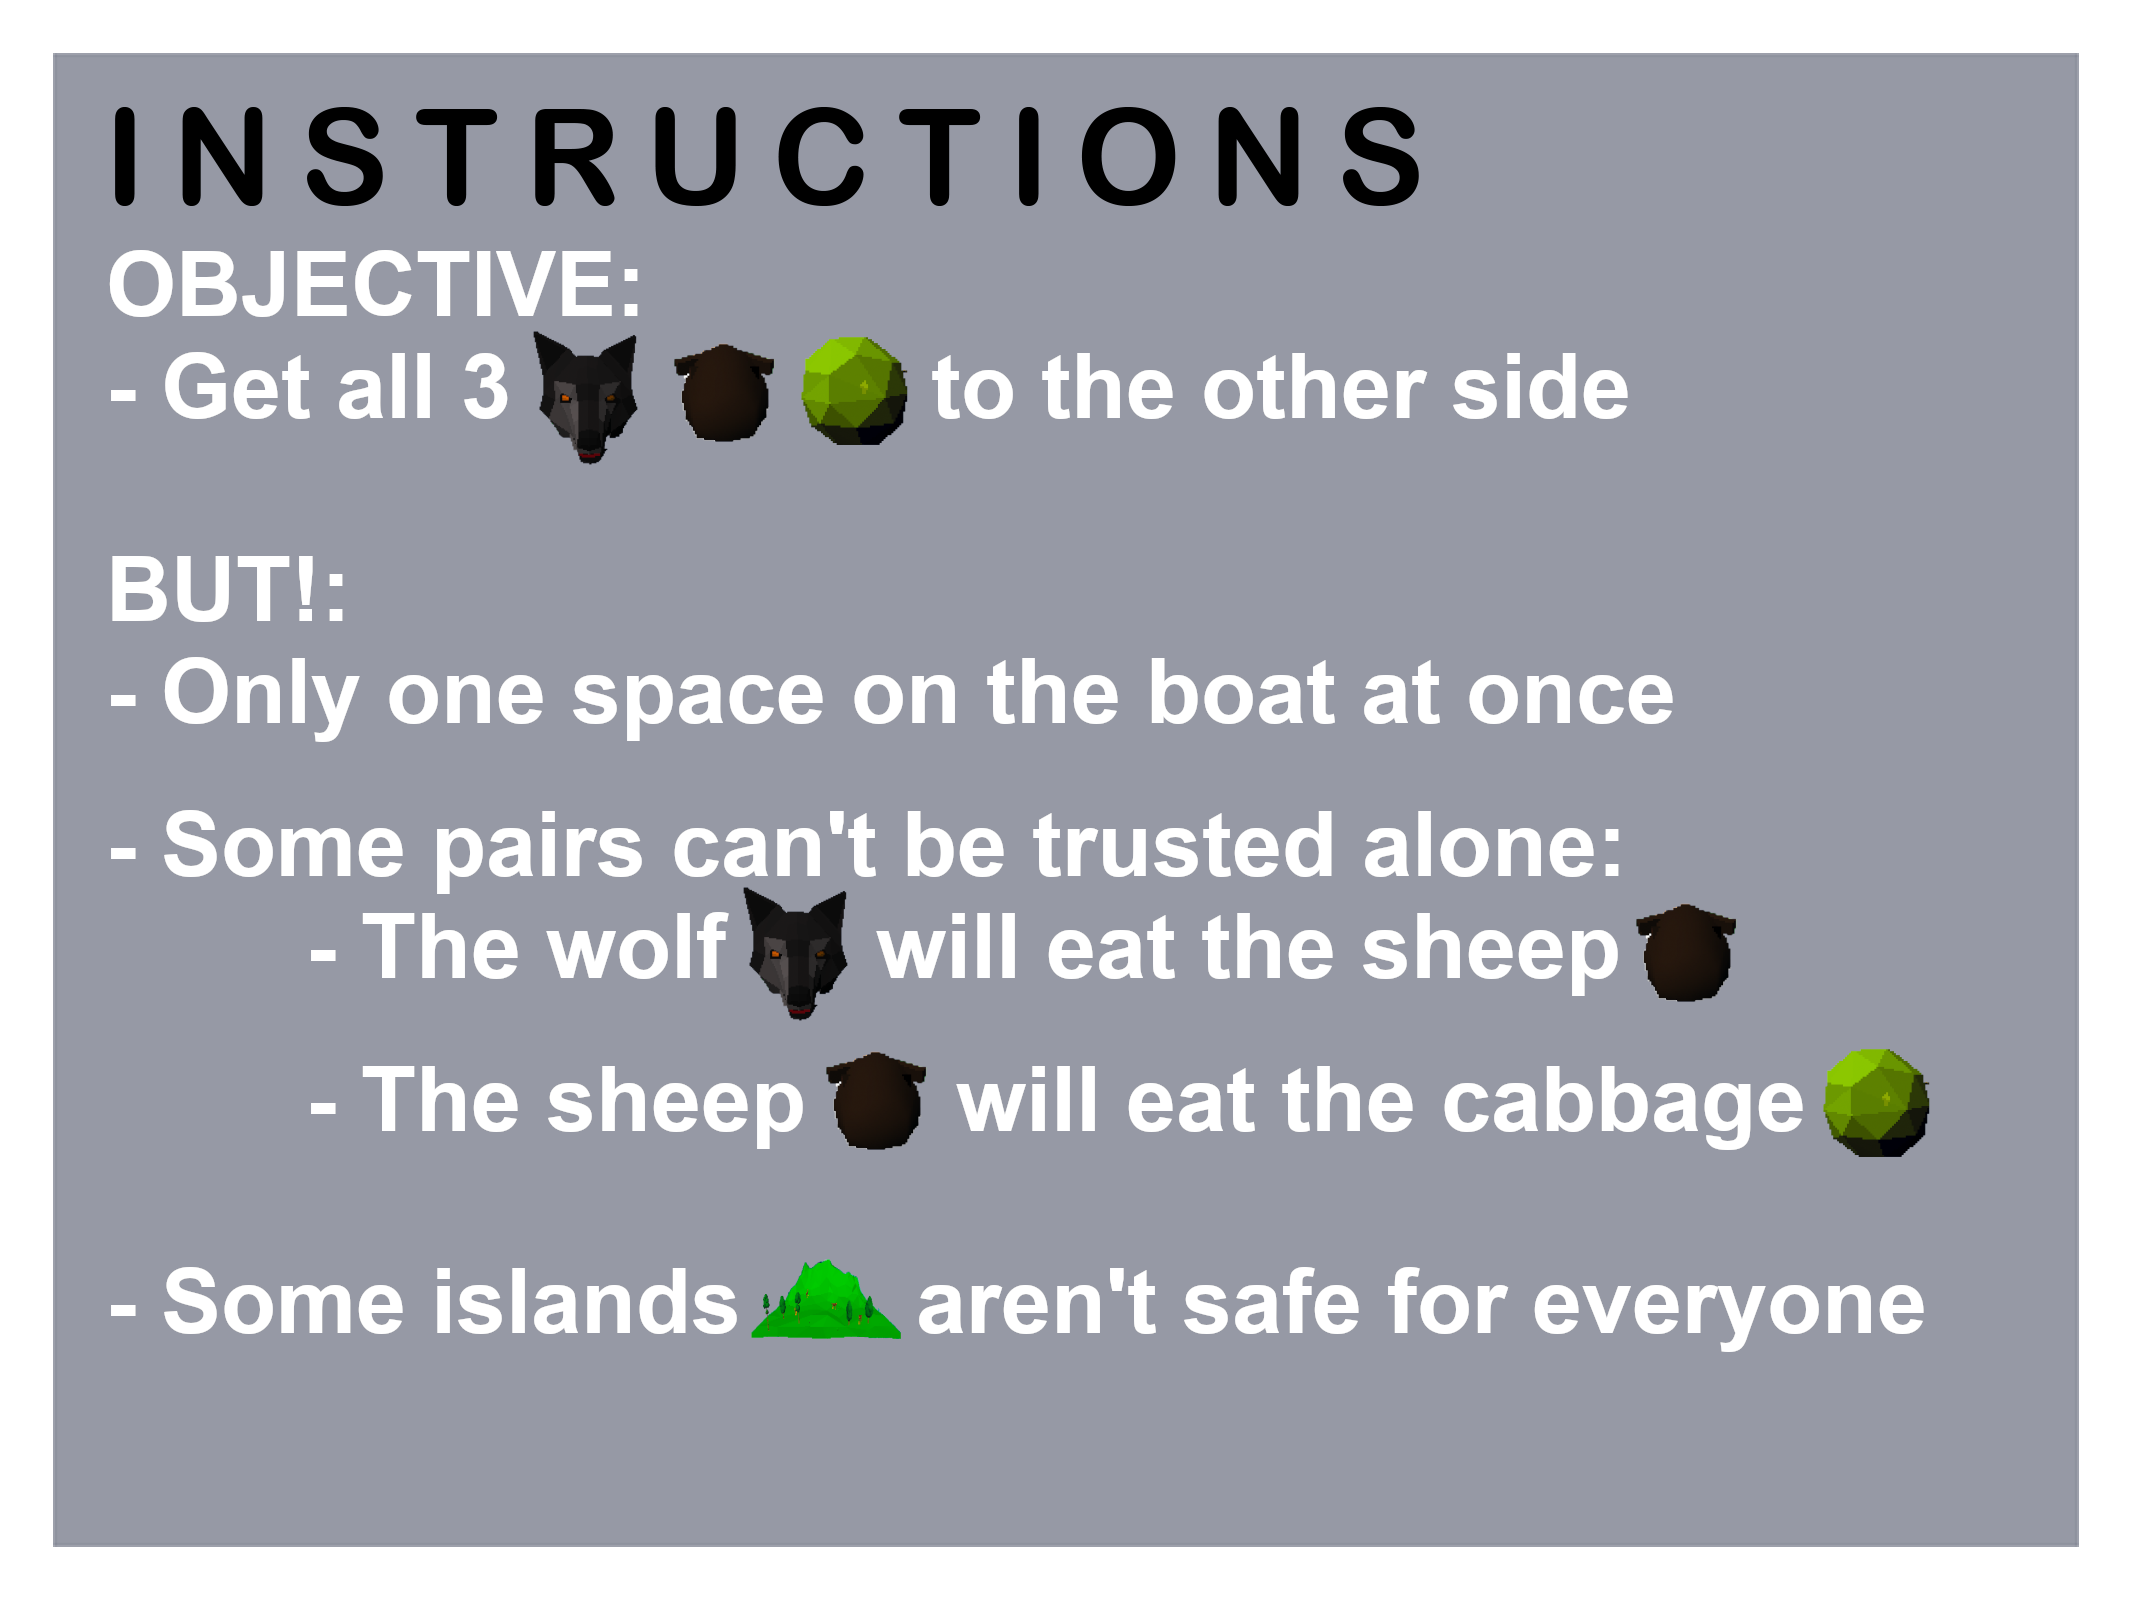 INSTRUCTIONS
OBJECTIVE:
- Get all 3 to the other side
BUT!:
- Only one space on the boat at once
- Some pairs can't be trusted alone:
- The wolf will eat the sheep
- The sheep will eat the cabbage
- Some islands aren't safe for everyone